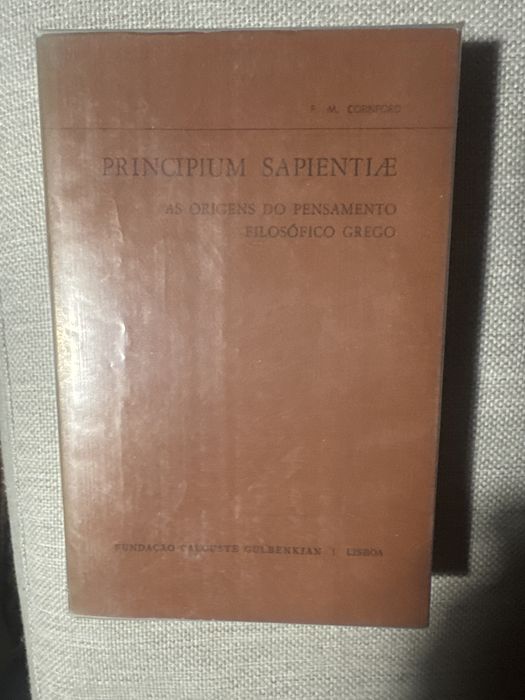 F. M. CORNFORD
PRINCIPIUM SAPIENTIÆ
AS ORIGENS DO PENSAMENTO
FILOSÓFICO GREGO
FUNDAÇÃO CALOUSTE GULBENKIAN | LISBOA